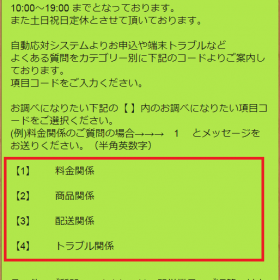 10:00～19:00 までとなっております。
また土日祝日定休とさせて頂いております。
自動応対システムよりお申込や端末トラブルなど
よくある質問をカテゴリー別に下記のコードよりご案内し
ております。
項目コードをご入力ください。
お調べになりたい下記の【 】内のお調べになりたい項目コ
ードをご選択ください。
(例)料金関係のご質問の場合→→→　1　とメッセージを
お送りください。（半角英数字）
【1】　料金関係
【2】　商品関係
【3】　配送関係
【4】　トラブル関係